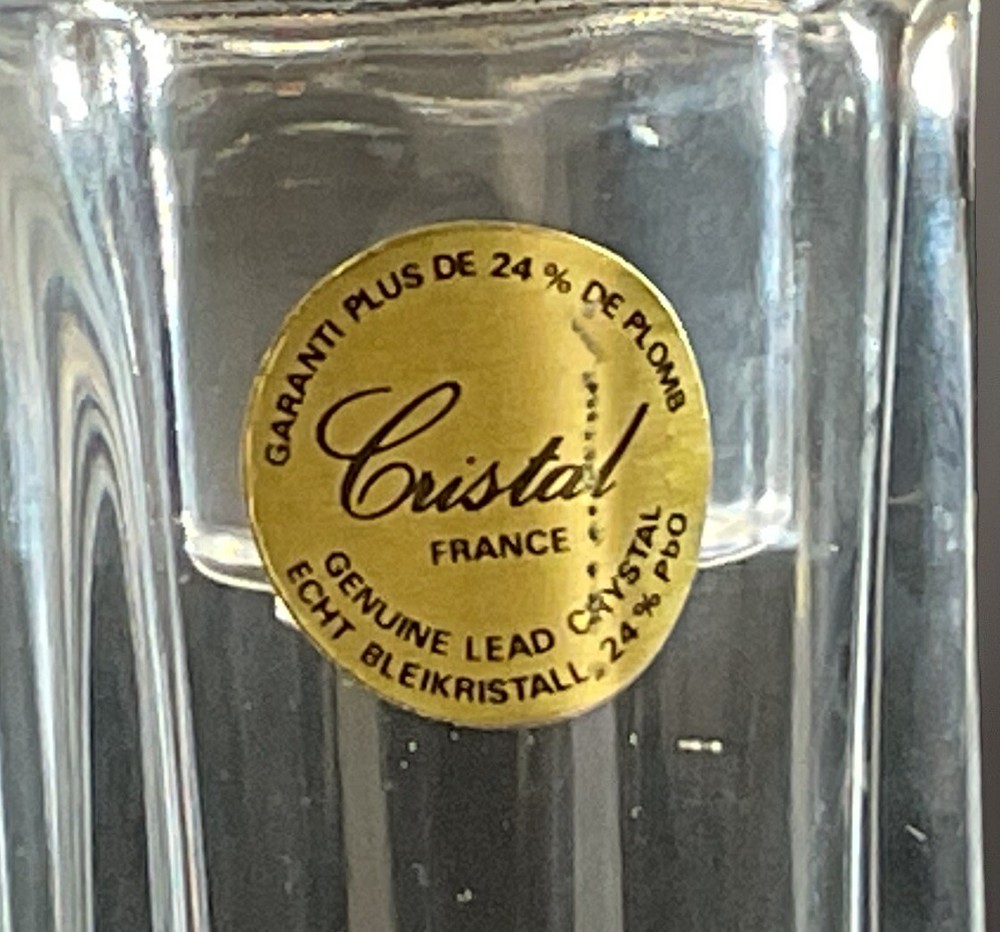 GARANTI PLUS DE 24 % DE PLOMB
Cristal
FRANCE
GENUINE LEAD CRYSTAL
ECHT BLEIKRISTALL 24 % PbO